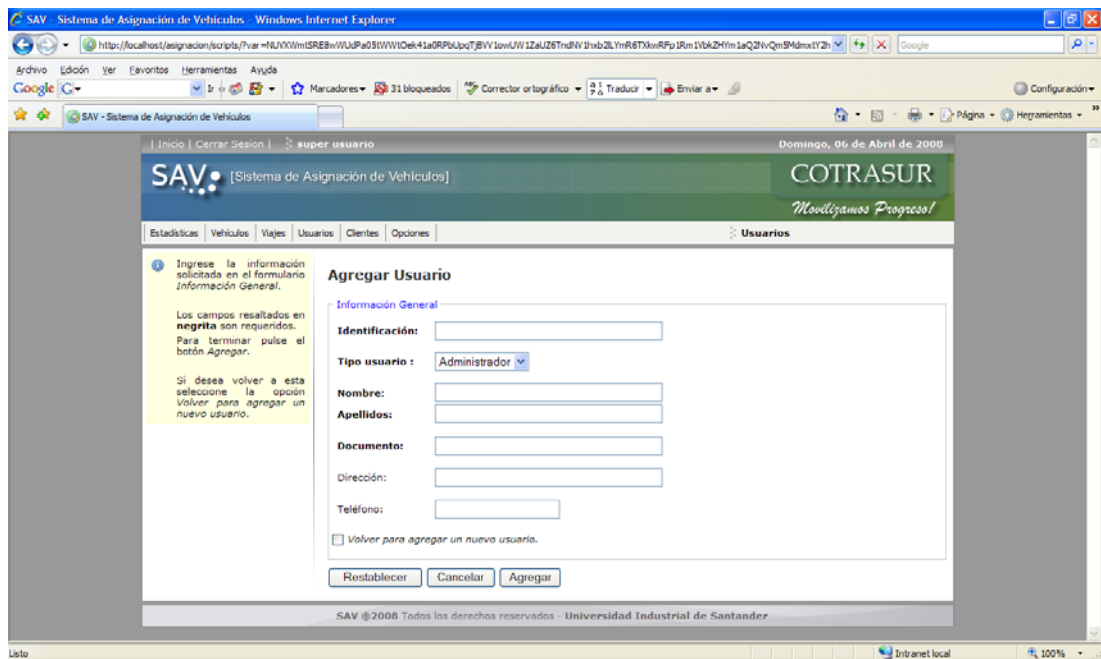 SAV - Sistema de Asignación de Vehículos - Windows Internet Explorer
Google
Archivo Edición Ver Favoritos Herramientas Ayuda
Google G Ir Marcadores 31 bloqueados Corrector ortográfico Traducir Enviar a Configuración
SAV - Sistema de Asignación de Vehículos Página Herramientas
| Inicio | Cerrar Sesion | super usuario Domingo, 06 de Abril de 2008
SAV [Sistema de Asignación de Vehículos] COTRASUR
Movilizamos Progreso!
Estadísticas Vehículos Viajes Usuarios Clientes Opciones Usuarios
Ingrese la información
solicitada en el formulario
Información General.
Los campos resaltados en
negrita son requeridos.
Para terminar pulse el
botón Agregar.
Si desea volver a esta
seleccione la opción
Volver para agregar un
nuevo usuario.
Agregar Usuario
Información General
Identificación:
Tipo usuario : Administrador
Nombre:
Apellidos:
Documento:
Dirección:
Teléfono:
Volver para agregar un nuevo usuario.
Restablecer Cancelar Agregar
SAV ®2008 Todos los derechos reservados - Universidad Industrial de Santander
Listo Intranet local 100%